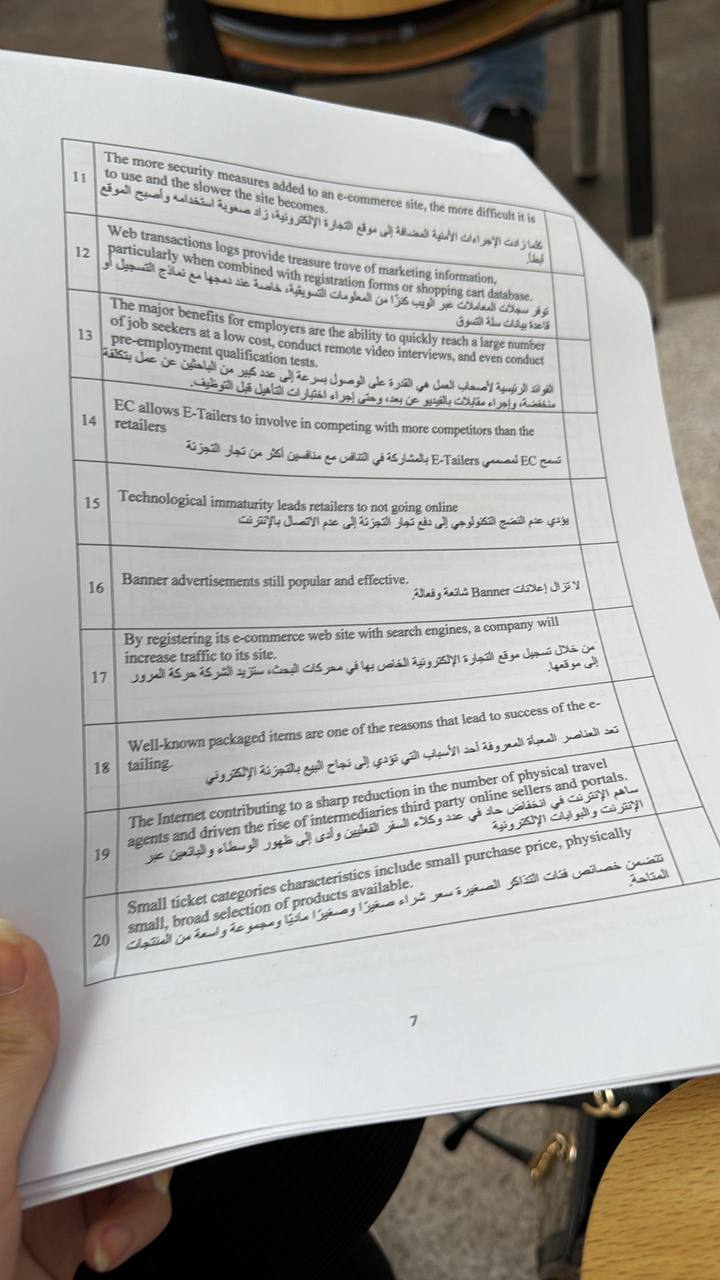 11
The more security measures added to an e-commerce site, the more difficult it is
to use and the slower the site becomes.
كلما زادت الإجراءات الأمنية المضافة إلى موقع التجارة الإلكترونية، زاد صعوبة استخدامه وأصبح الموقع
أبطأ.
12
Web transactions logs provide treasure trove of marketing information,
particularly when combined with registration forms or shopping cart database.
توفر سجلات المعاملات عبر الويب كنزًا من المعلومات التسويقية، خاصة عند دمجها مع نماذج التسجيل أو
قاعدة بيانات سلة التسوق
13
The major benefits for employers are the ability to quickly reach a large number
of job seekers at a low cost, conduct remote video interviews, and even conduct
pre-employment qualification tests.
الفوائد الرئيسية لأصحاب العمل هي القدرة على الوصول بسرعة إلى عدد كبير من الباحثين عن عمل بتكلفة
منخفضة، وإجراء مقابلات بالفيديو عن بعد، وحتى إجراء اختبارات التأهيل قبل التوظيف.
14
EC allows E-Tailers to involve in competing with more competitors than the
retailers
تسمح EC لمصممي E-Tailers بالمشاركة في التنافس مع منافسين أكثر من تجار التجزئة
15
Technological immaturity leads retailers to not going online
يؤدي عدم النضج التكنولوجي إلى دفع تجار التجزئة إلى عدم الاتصال بالإنترنت
16
Banner advertisements still popular and effective.
لا تزال إعلانات Banner شائعة وفعالة.
17
By registering its e-commerce web site with search engines, a company will
increase traffic to its site.
من خلال تسجيل موقع التجارة الإلكترونية الخاص بها في محركات البحث، ستزيد الشركة حركة المرور
إلى موقعها.
18
Well-known packaged items are one of the reasons that lead to success of the e-
tailing.
تعد العناصر المعبأة المعروفة أحد الأسباب التي تؤدي إلى نجاح البيع بالتجزئة الإلكتروني
19
The Internet contributing to a sharp reduction in the number of physical travel
agents and driven the rise of intermediaries third party online sellers and portals.
ساهم الإنترنت في انخفاض حاد في عدد وكلاء السفر الفعليين وأدى إلى ظهور الوسطاء والبائعين عبر
الإنترنت والبوابات الإلكترونية
20
Small ticket categories characteristics include small purchase price, physically
small, broad selection of products available.
تتضمن خصائص فئات التذاكر الصغيرة سعر شراء صغيرًا وصغيرًا ماديًا ومجموعة واسعة من المنتجات
المتاحة.
7